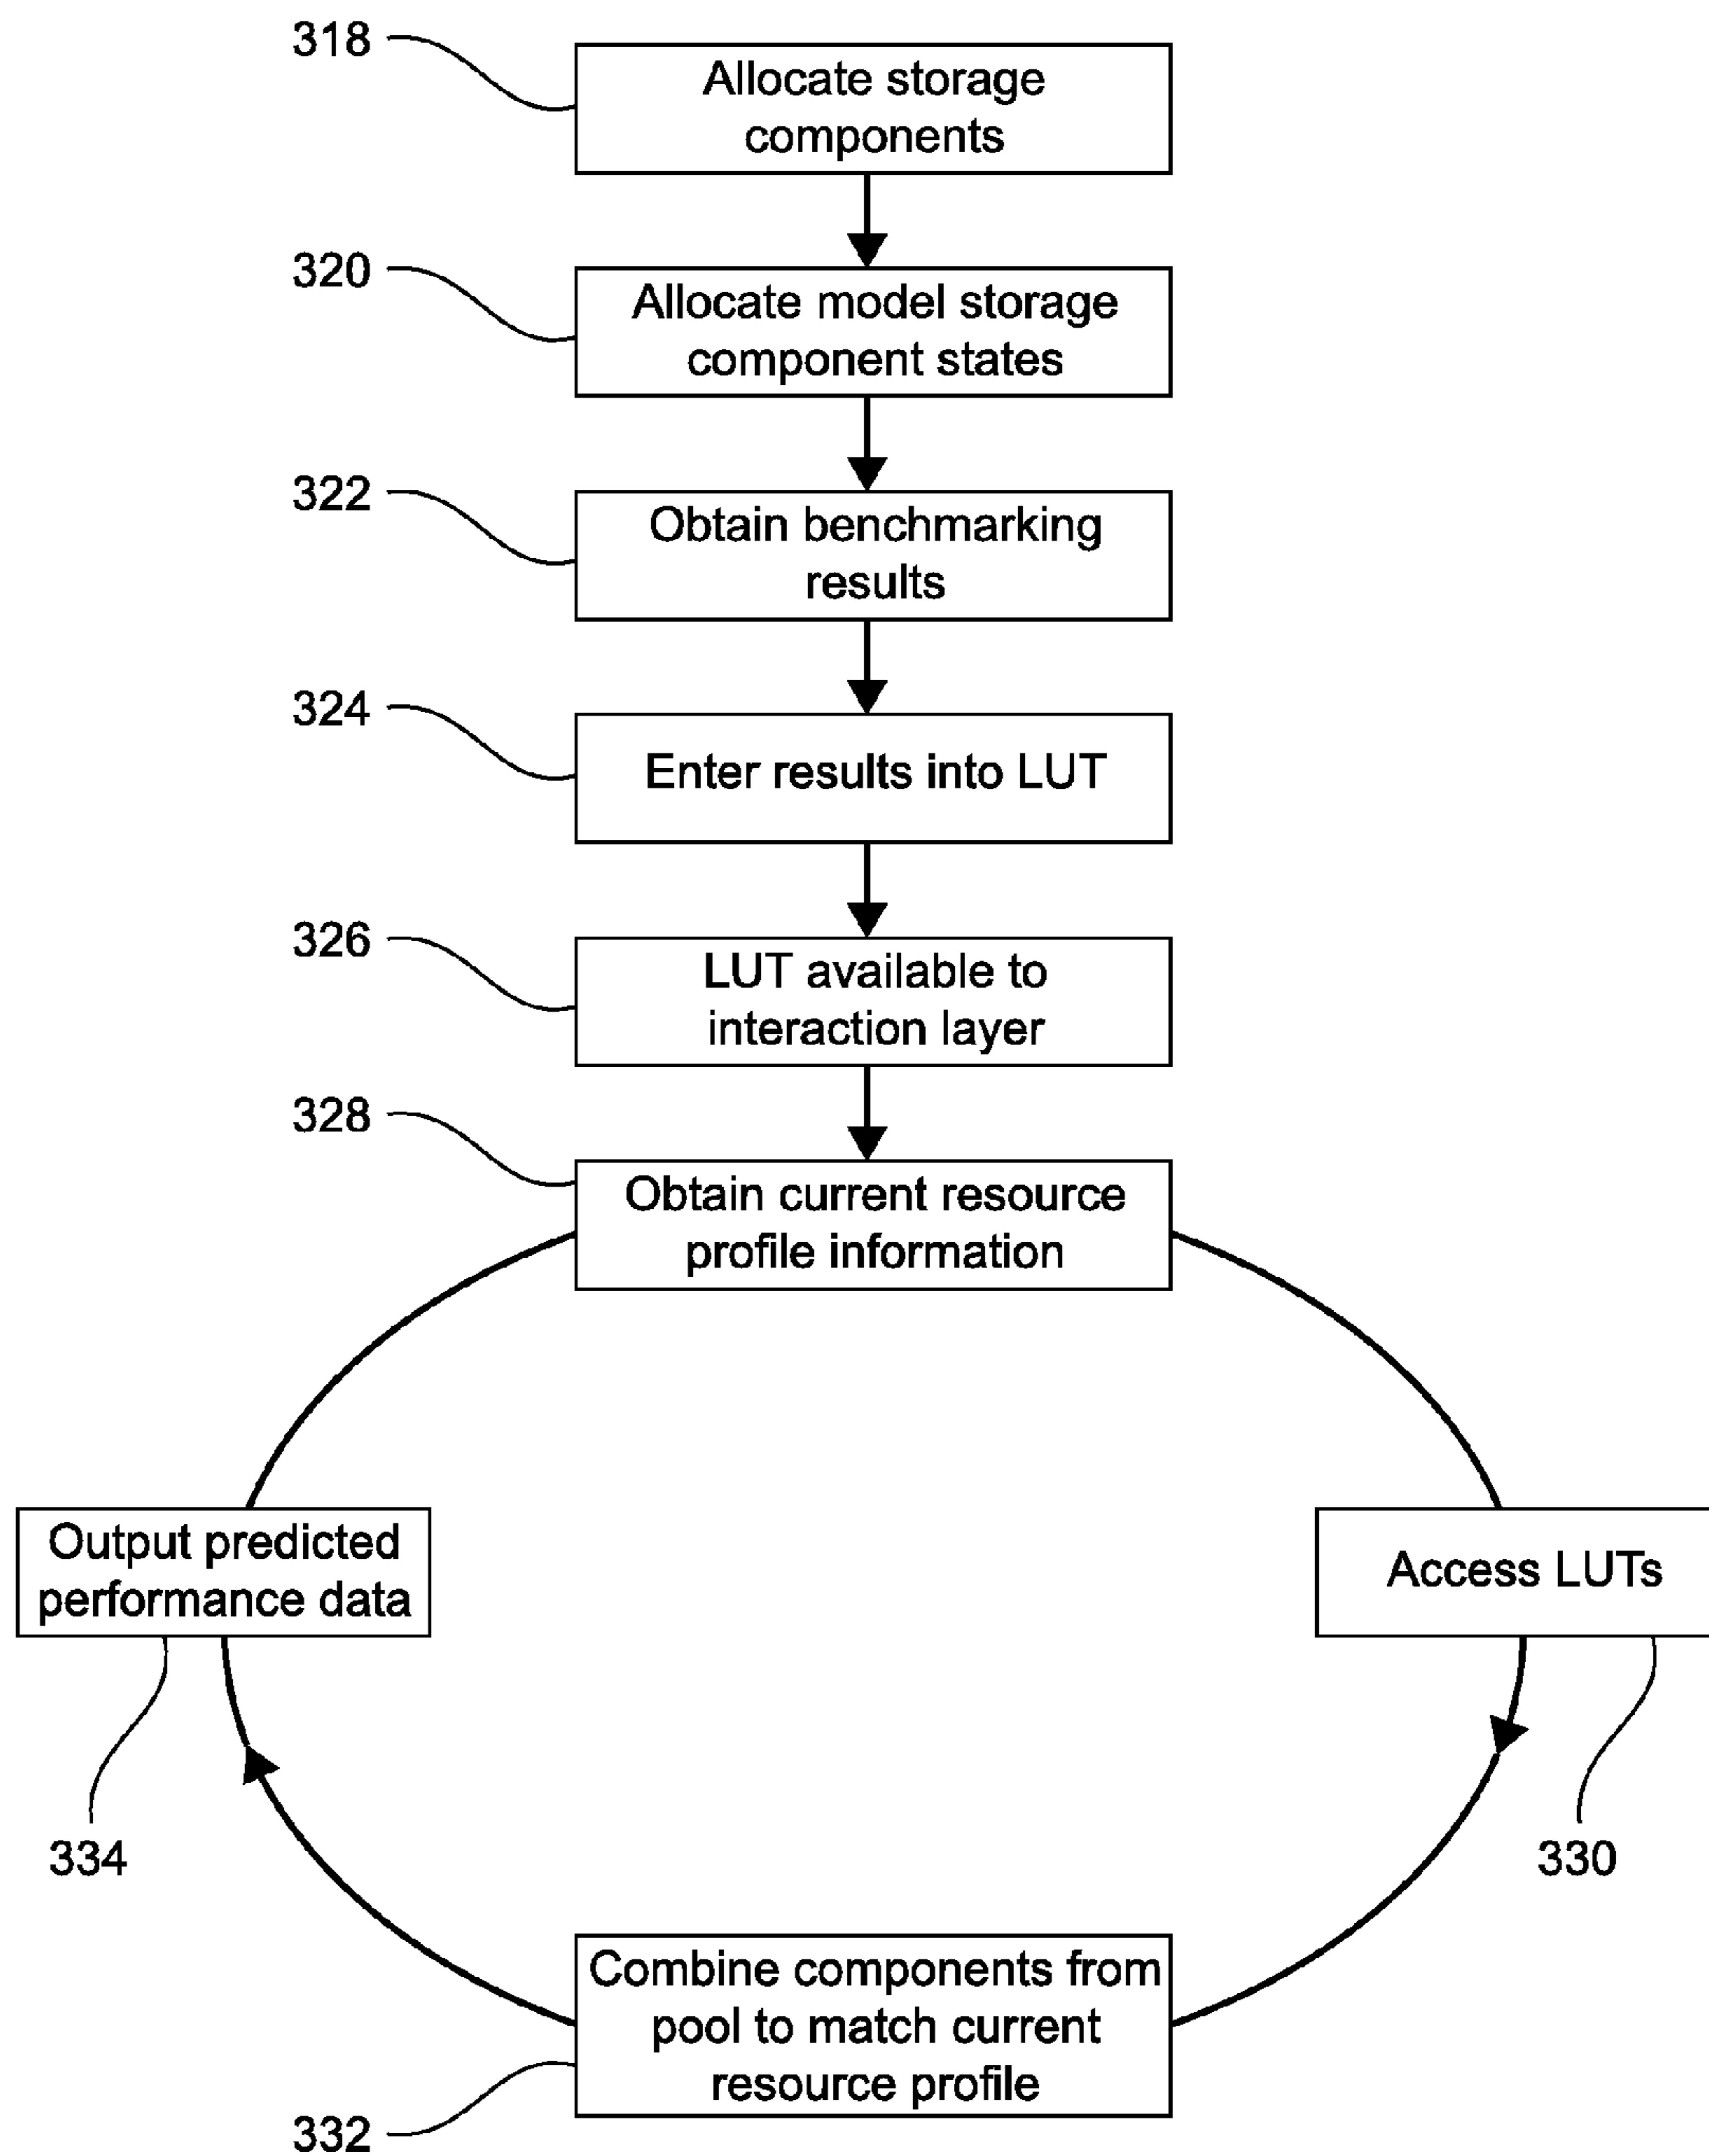 318
Allocate storage
components
320
Allocate model storage
component states
322
Obtain benchmarking
results
324
Enter results into LUT
326
LUT available to
interaction layer
328
Obtain current resource
profile information
Output predicted
performance data
Access LUTs
334
330
Combine components from
pool to match current
resource profile
332